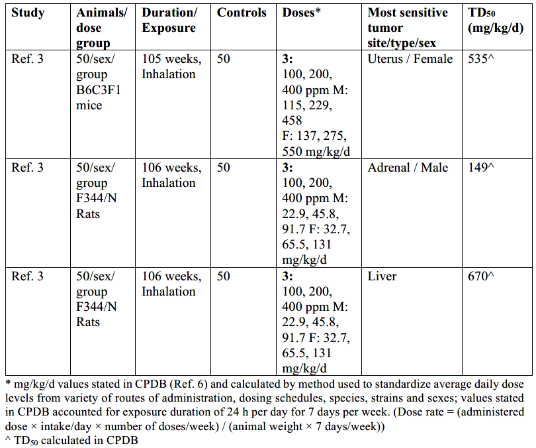 Study Animals/ dose group Duration/ Exposure Controls Doses* Most sensitive tumor site/type/sex TD₅₀ (mg/kg/d)
Ref. 3
50/sex/
group
B6C3F1
mice
105 weeks,
Inhalation
50
3:
100, 200,
400 ppm M:
115, 229,
458
F: 137, 275,
550 mg/kg/d
Uterus / Female
535^
Ref. 3
50/sex/
group
F344/N
Rats
106 weeks,
Inhalation
50
3:
100, 200,
400 ppm M:
22.9, 45.8,
91.7 F: 32.7,
65.5, 131
mg/kg/d
Adrenal / Male
149^
Ref. 3
50/sex/
group
F344/N
Rats
106 weeks,
Inhalation
50
3:
100, 200,
400 ppm M:
22.9, 45.8,
91.7 F: 32.7,
65.5, 131
mg/kg/d
Liver
670^
* mg/kg/d values stated in CPDB (Ref. 6) and calculated by method used to standardize average daily dose
levels from variety of routes of administration, dosing schedules, species, strains and sexes; values stated
in CPDB accounted for exposure duration of 24 h per day for 7 days per week. (Dose rate = (administered
dose × intake/day × number of doses/week) / (animal weight × 7 days/week))
^ TD₅₀ calculated in CPDB